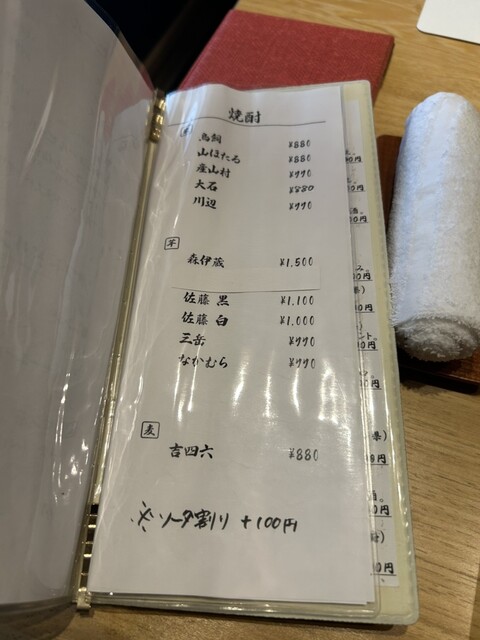 焼酎
米
鳥飼 ¥880
山ほたる ¥880
産山村 ¥990
大石 ¥880
川辺 ¥990
芋
森伊蔵 ¥1,500
佐藤 黒 ¥1,100
佐藤 白 ¥1,000
三岳 ¥990
なかむら ¥990
麦
吉四六 ¥880
※ソーダ割り +100円